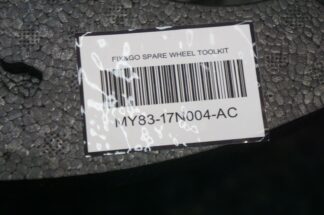 FIX&GO SPARE WHEEL TOOLKIT
MY83-17N004-AC